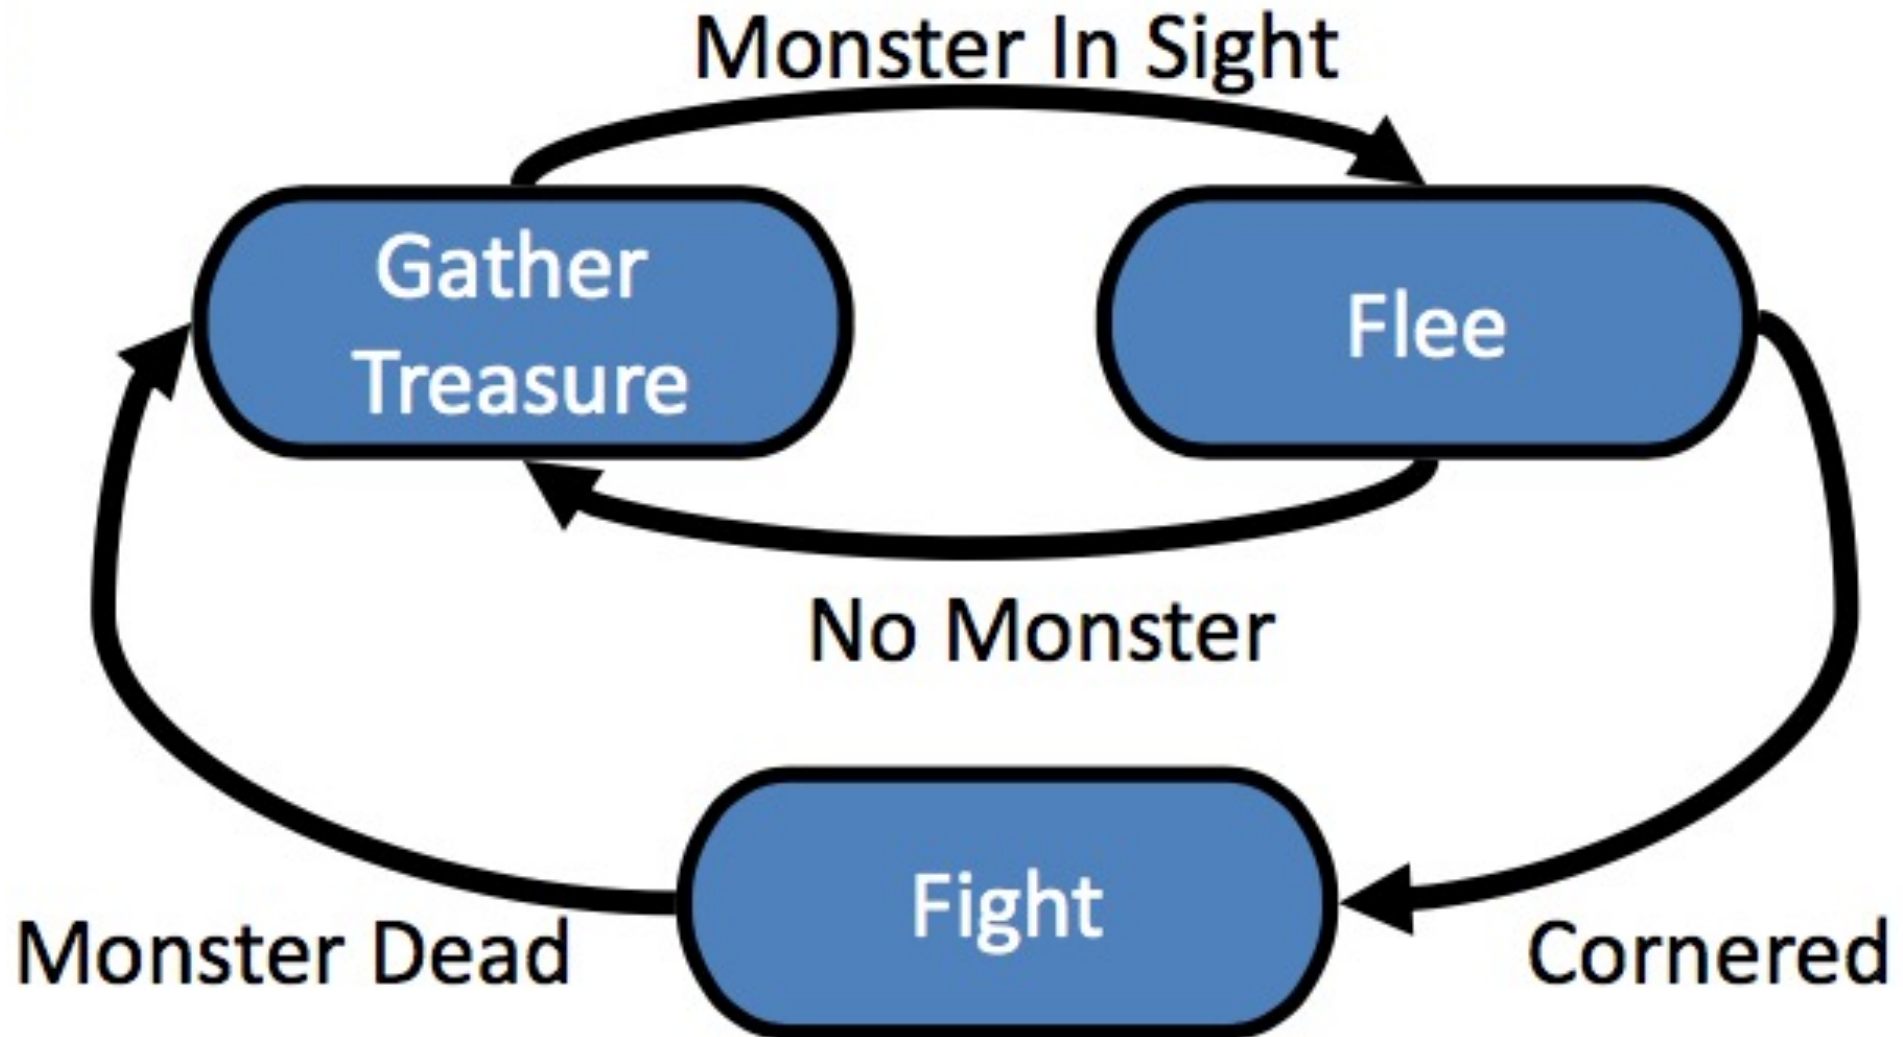 Monster In Sight
Gather
Treasure
Flee
No Monster
Fight
Monster Dead
Cornered